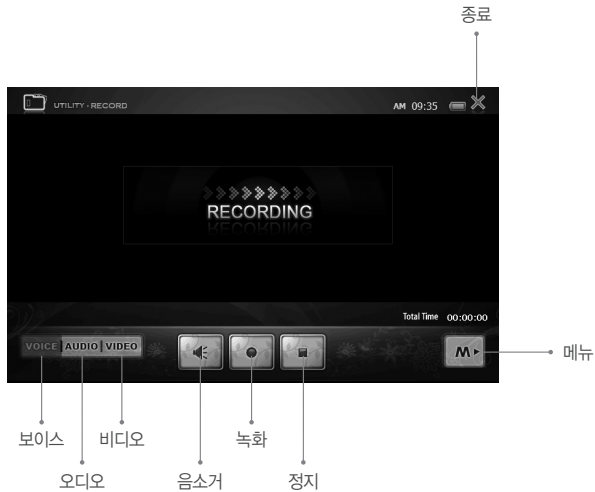 종료
UTILITY - RECORD
AM 09:35
RECORDING
Total Time 00:00:00
VOICE AUDIO VIDEO
M
메뉴
보이스 비디오 녹화
오디오 음소거 정지